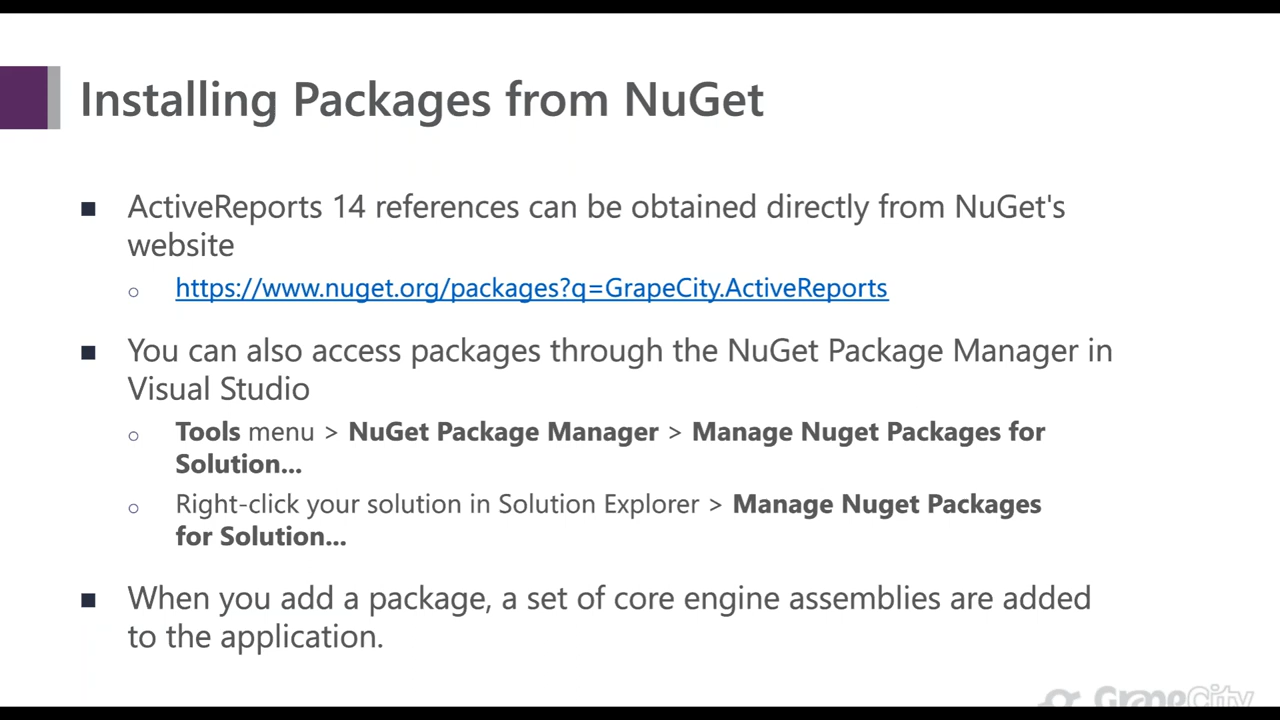 Installing Packages from NuGet
ActiveReports 14 references can be obtained directly from NuGet's
website
https://www.nuget.org/packages?q=GrapeCity.ActiveReports
You can also access packages through the NuGet Package Manager in
Visual Studio
Tools menu > NuGet Package Manager > Manage Nuget Packages for
Solution...
Right-click your solution in Solution Explorer > Manage Nuget Packages
for Solution...
When you add a package, a set of core engine assemblies are added
to the application.
GrapeCity